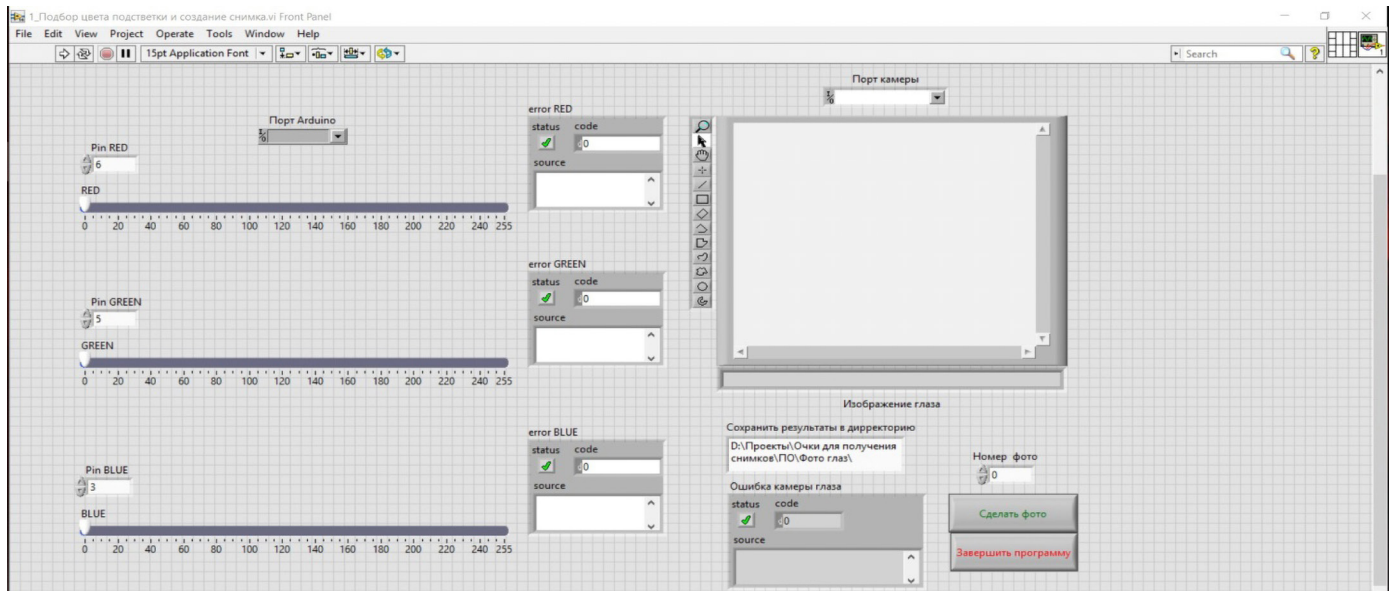 1_Подбор цвета подстветки и создание снимка.vi Front Panel
File Edit View Project Operate Tools Window Help
15pt Application Font
Search
1
Порт камеры
Порт Arduino
Pin RED
6
RED
0 20 40 60 80 100 120 140 160 180 200 220 240 255
error RED
status code
0
source
Pin GREEN
5
GREEN
0 20 40 60 80 100 120 140 160 180 200 220 240 255
error GREEN
status code
0
source
Pin BLUE
3
BLUE
0 20 40 60 80 100 120 140 160 180 200 220 240 255
error BLUE
status code
0
source
Изображение глаза
Сохранить результаты в дирректорию
D:\Проекты\Очки для получения
снимков\ПО\Фото глаз\
Номер фото
0
Ошибка камеры глаза
status code
0
source
Сделать фото
Завершить программу